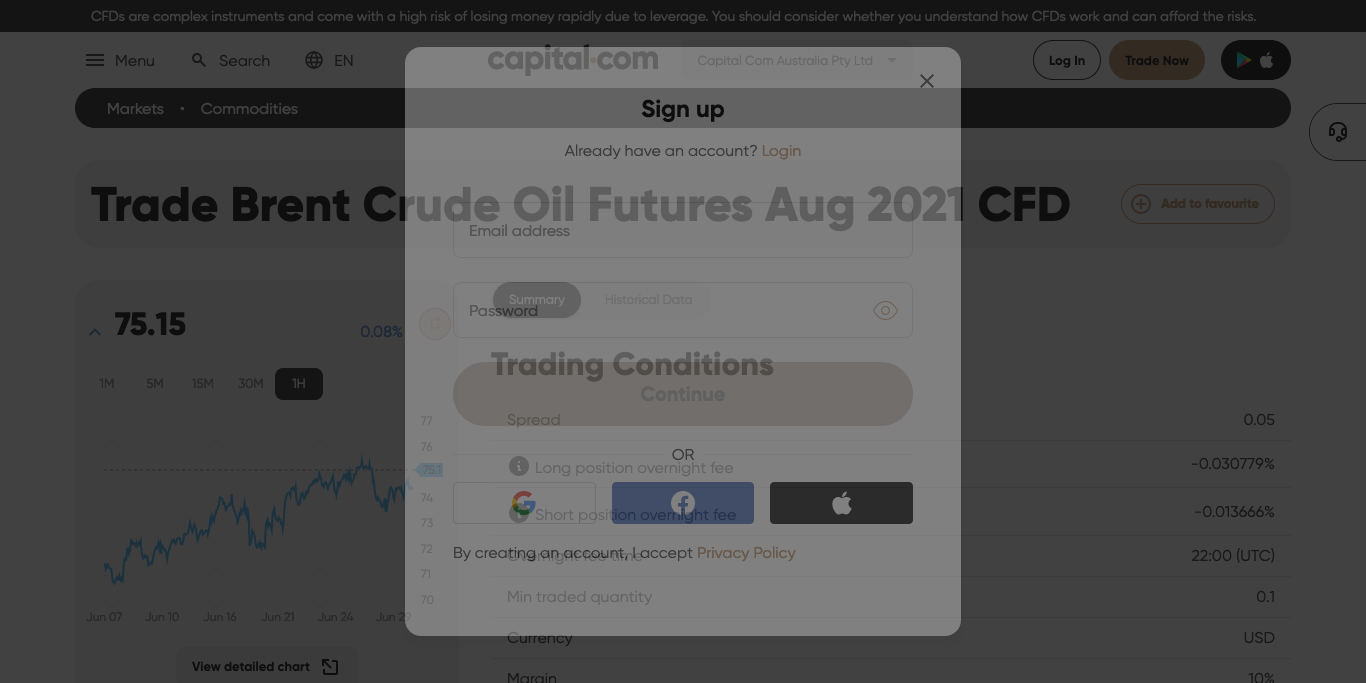 CFDs are complex instruments and come with a high risk of losing money rapidly due to leverage. You should consider whether you understand how CFDs work and can afford the risks.
Menu Search EN capital.com Capital Com Australia Pty Ltd Log In Trade Now
Markets • Commodities
Sign up
Already have an account? Login
Trade Brent Crude Oil Futures Aug 2021 CFD
Add to favourite
Email address
75.15
0.08%
Summary Historical Data
Password
1M 5M 15M 30M 1H
Trading Conditions
Continue
77
76
75.1
74
73
72
71
70
Jun 07 Jun 10 Jun 16 Jun 21 Jun 24 Jun 29
View detailed chart
Spread 0.05
OR
Long position overnight fee -0.030779%
Short position overnight fee -0.013666%
By creating an account, I accept Privacy Policy
Overnight fee time 22:00 (UTC)
Min traded quantity 0.1
Currency USD
Margin 10%